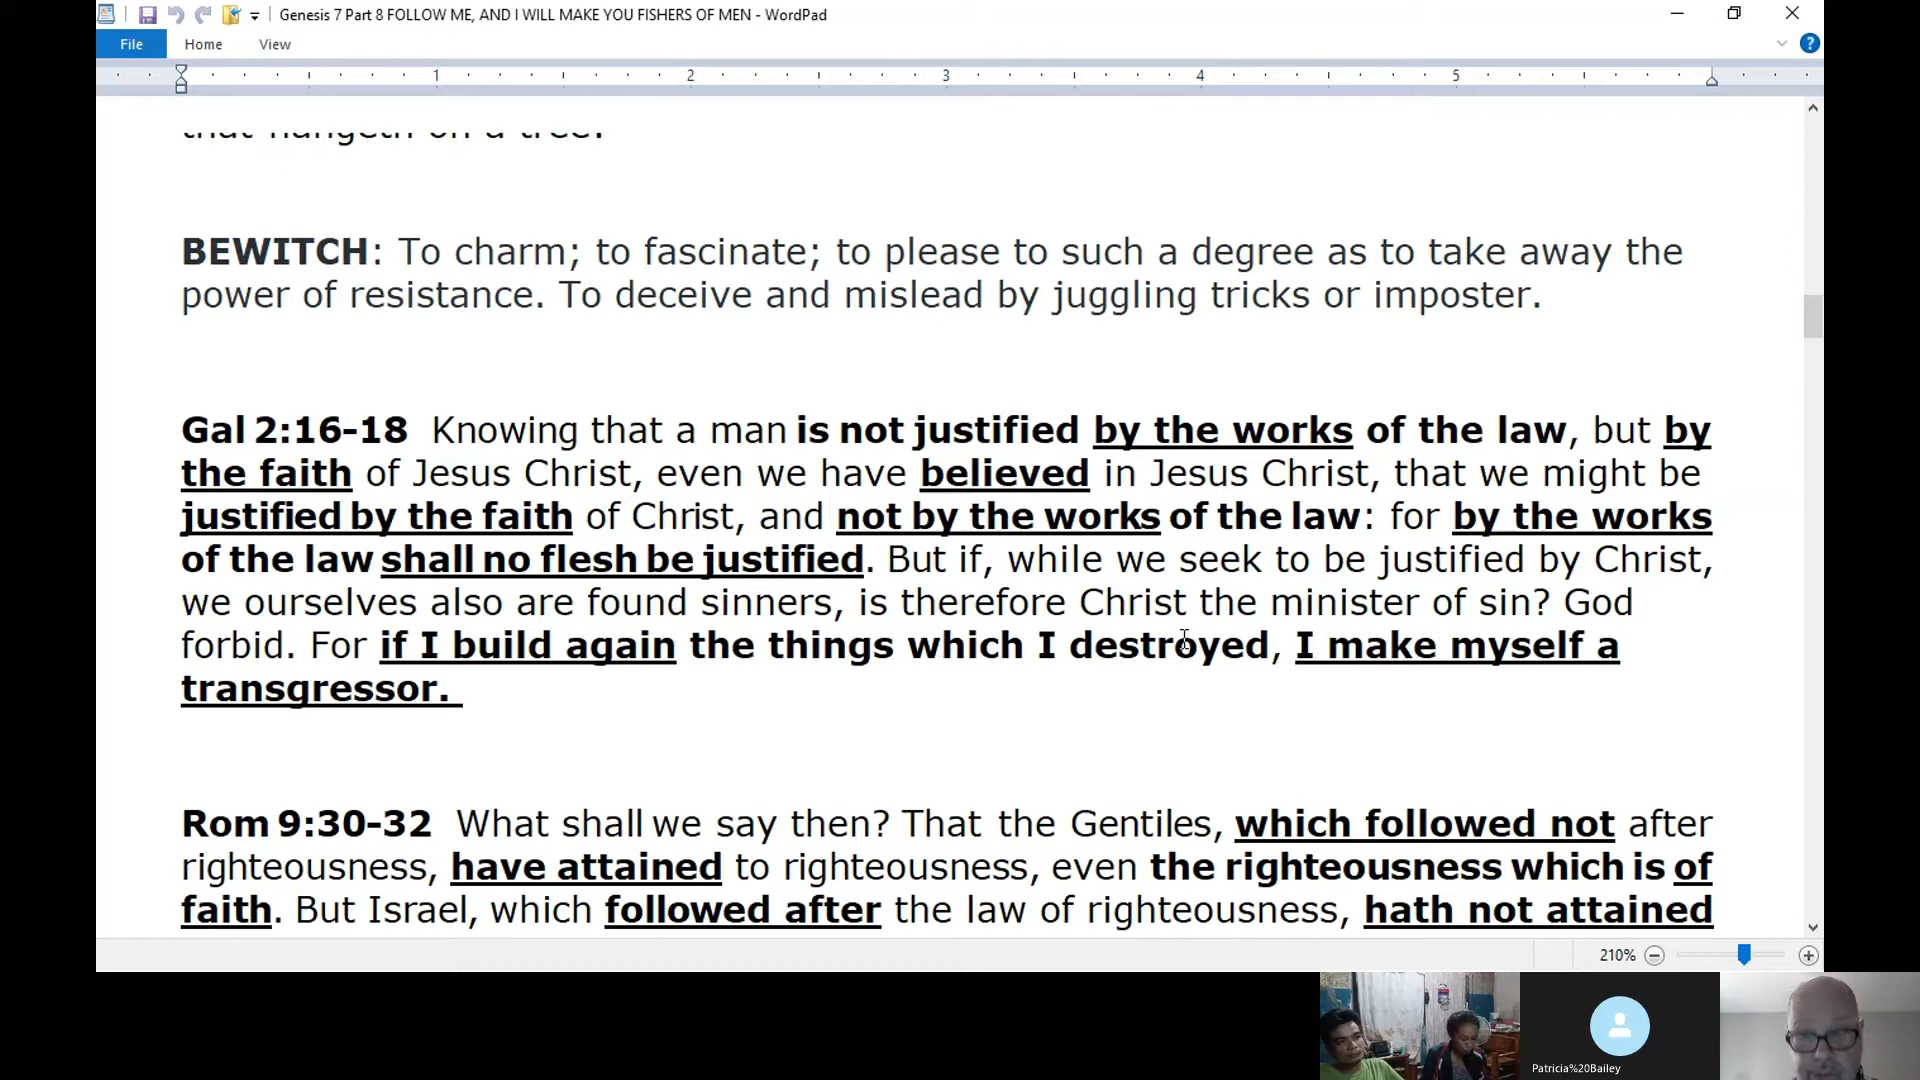 Genesis 7 Part 8 FOLLOW ME, AND I WILL MAKE YOU FISHERS OF MEN - WordPad
File Home View
1 2 3 4 5
that hangeth on a tree.
BEWITCH: To charm; to fascinate; to please to such a degree as to take away the
power of resistance. To deceive and mislead by juggling tricks or imposter.
Gal 2:16-18 Knowing that a man is not justified by the works of the law, but by
the faith of Jesus Christ, even we have believed in Jesus Christ, that we might be
justified by the faith of Christ, and not by the works of the law: for by the works
of the law shall no flesh be justified. But if, while we seek to be justified by Christ,
we ourselves also are found sinners, is therefore Christ the minister of sin? God
forbid. For if I build again the things which I destroyed, I make myself a
transgressor.
Rom 9:30-32 What shall we say then? That the Gentiles, which followed not after
righteousness, have attained to righteousness, even the righteousness which is of
faith. But Israel, which followed after the law of righteousness, hath not attained
210%
Patricia%20Bailey